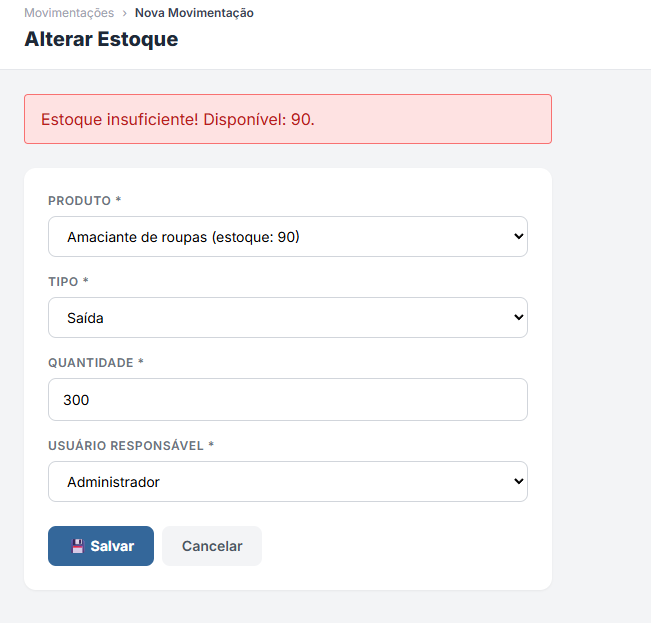 Movimentações › Nova Movimentação
Alterar Estoque
Estoque insuficiente! Disponível: 90.
PRODUTO *
Amaciante de roupas (estoque: 90)
TIPO *
Saída
QUANTIDADE *
300
USUÁRIO RESPONSÁVEL *
Administrador
💾 Salvar Cancelar